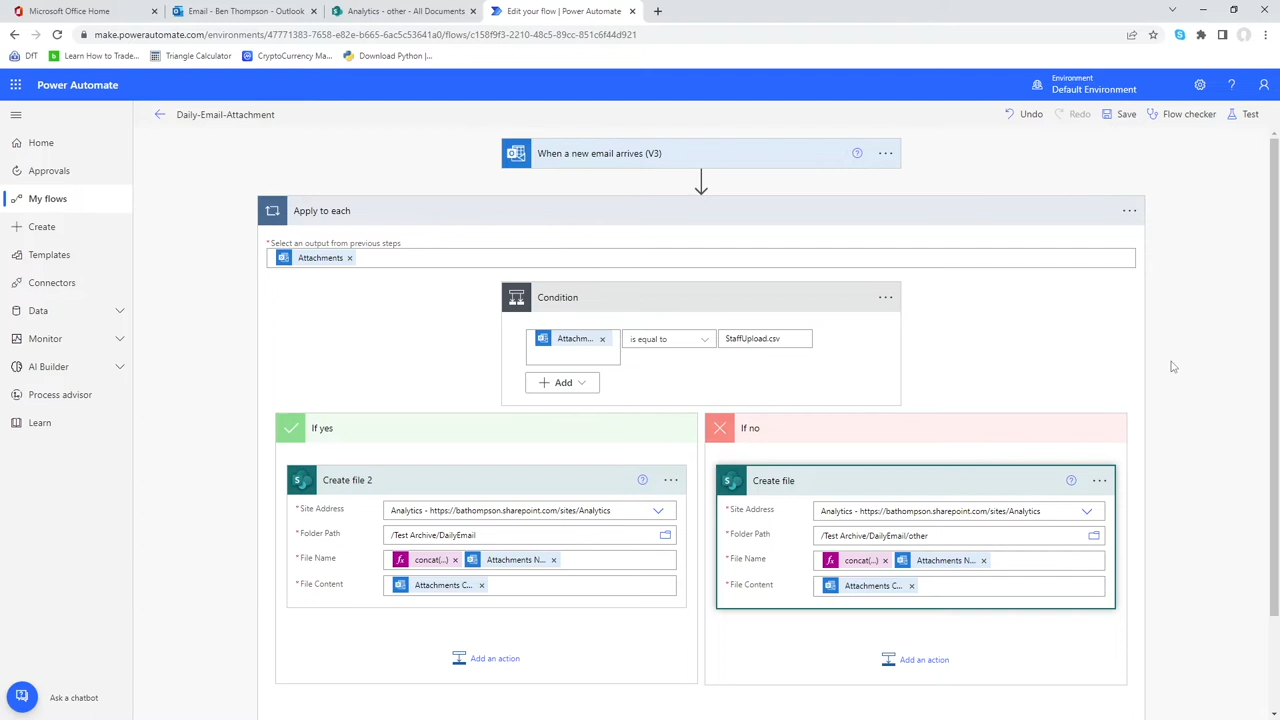 Microsoft Office Home
Email - Ben Thompson - Outlook
Analytics - other - All Documents
Edit your flow | Power Automate
make.powerautomate.com/environments/47771383-7658-e82e-b665-6ac5c53641a0/flows/c158f9f3-2210-48c5-89cc-851c6f44d921
DfT
Learn How to Trade...
Triangle Calculator
CryptoCurrency Ma...
Download Python |...
Power Automate
Environment
Default Environment
Daily-Email-Attachment
Undo
Redo
Save
Flow checker
Test
Home
Approvals
My flows
Create
Templates
Connectors
Data
Monitor
AI Builder
Process advisor
Learn
Ask a chatbot
When a new email arrives (V3)
Apply to each
*Select an output from previous steps
Attachments
Condition
Attachm...
is equal to
StaffUpload.csv
Add
If yes
Create file 2
*Site Address
Analytics - https://bathompson.sharepoint.com/sites/Analytics
*Folder Path
/Test Archive/DailyEmail
*File Name
concat(...)
Attachments N...
*File Content
Attachments C...
Add an action
If no
Create file
*Site Address
Analytics - https://bathompson.sharepoint.com/sites/Analytics
*Folder Path
/Test Archive/DailyEmail/other
*File Name
concat(...)
Attachments N...
*File Content
Attachments C...
Add an action